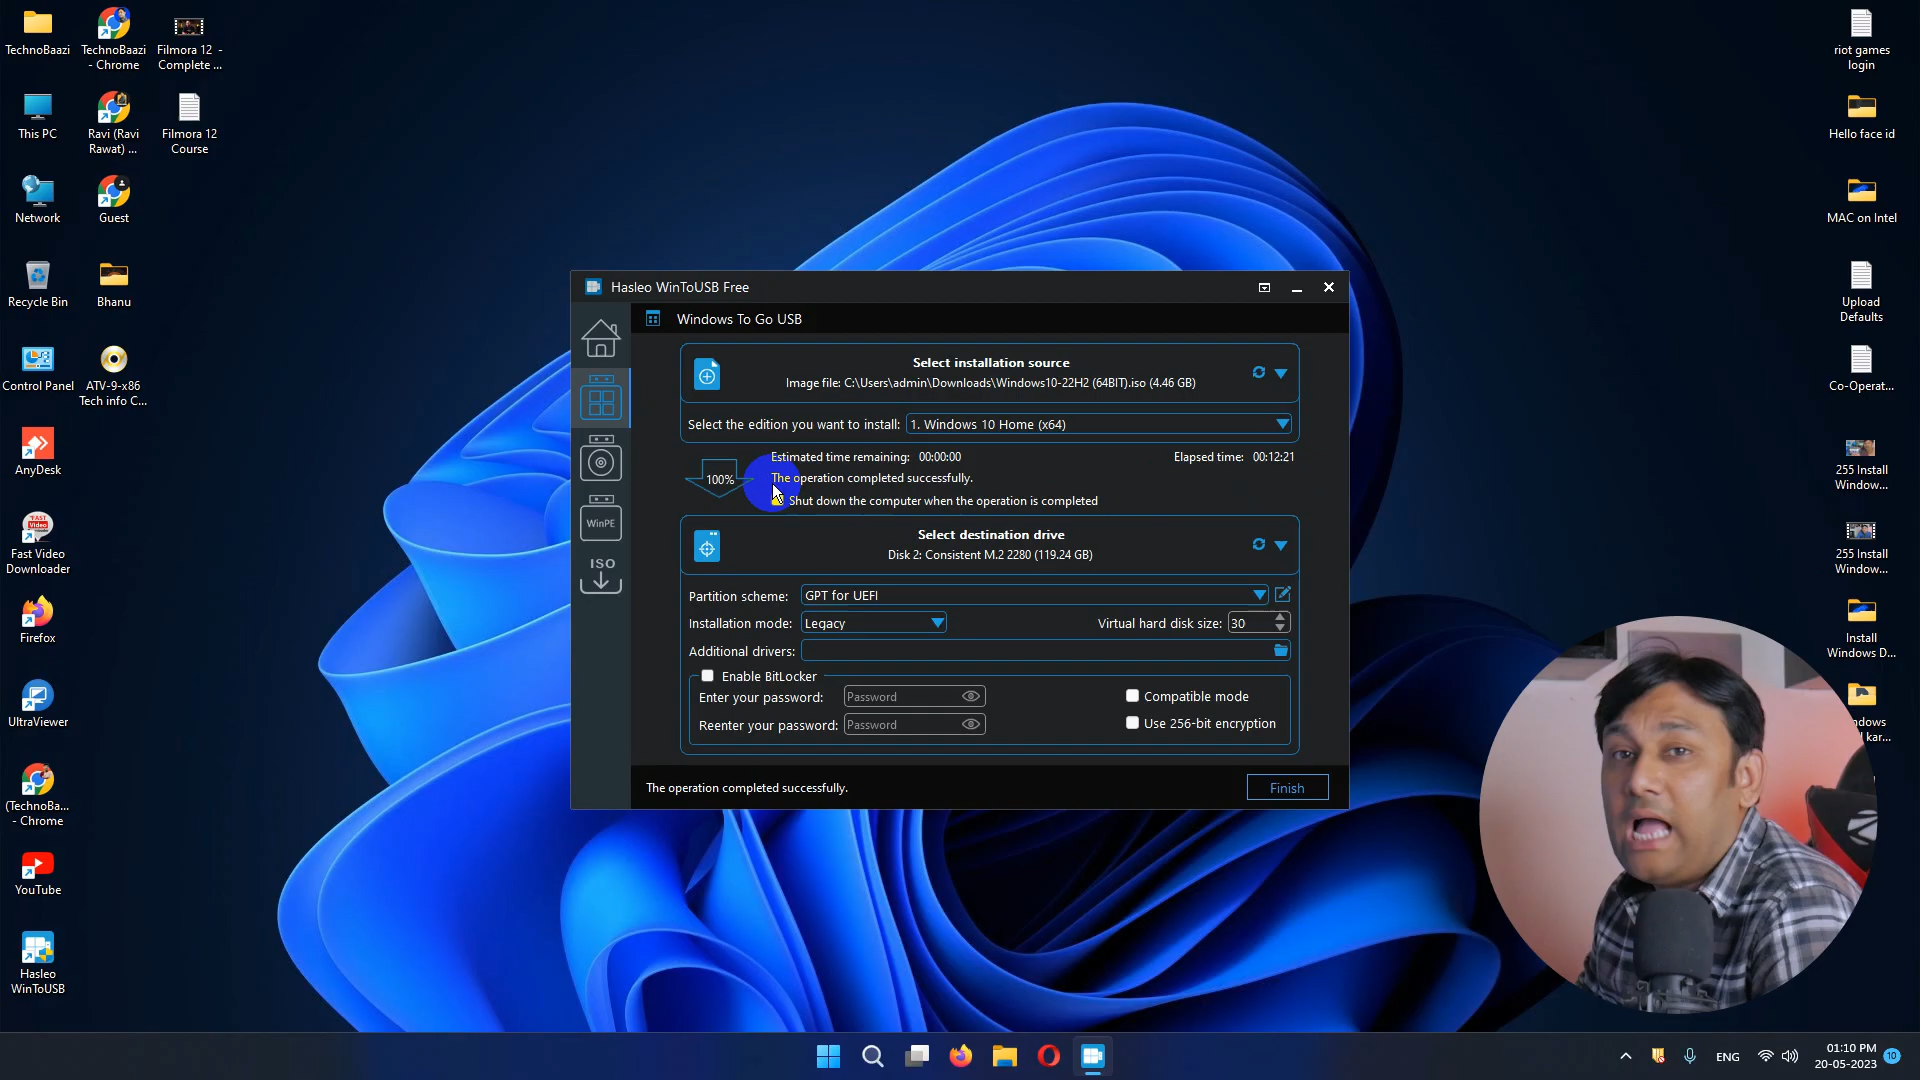 TechnoBaazi
TechnoBaazi
- Chrome
Filmora 12 -
Complete ...
This PC
Ravi (Ravi
Rawat) ...
Filmora 12
Course
Network
Guest
Recycle Bin
Bhanu
Control Panel
ATV-9-x86
Tech info C...
AnyDesk
FAST
Video
Fast Video
Downloader
Firefox
UltraViewer
(TechnoBa...
- Chrome
YouTube
Hasleo
WinToUSB
Hasleo WinToUSB Free
Windows To Go USB
WinPE
ISO
Select installation source
Image file: C:\Users\admin\Downloads\Windows10-22H2 (64BIT).iso (4.46 GB)
Select the edition you want to install:
1. Windows 10 Home (x64)
Estimated time remaining: 00:00:00
Elapsed time: 00:12:21
100%
The operation completed successfully.
Shut down the computer when the operation is completed
Select destination drive
Disk 2: Consistent M.2 2280 (119.24 GB)
Partition scheme: GPT for UEFI
Installation mode: Legacy
Virtual hard disk size: 30
Additional drivers:
Enable BitLocker
Enter your password: Password
Compatible mode
Reenter your password: Password
Use 256-bit encryption
The operation completed successfully.
Finish
riot games
login
Hello face id
MAC on Intel
Upload
Defaults
Co-Operat...
255 Install
Window...
255 Install
Window...
Install
Windows D...
ndows
l kar...
ENG
01:10 PM
20-05-2023
10